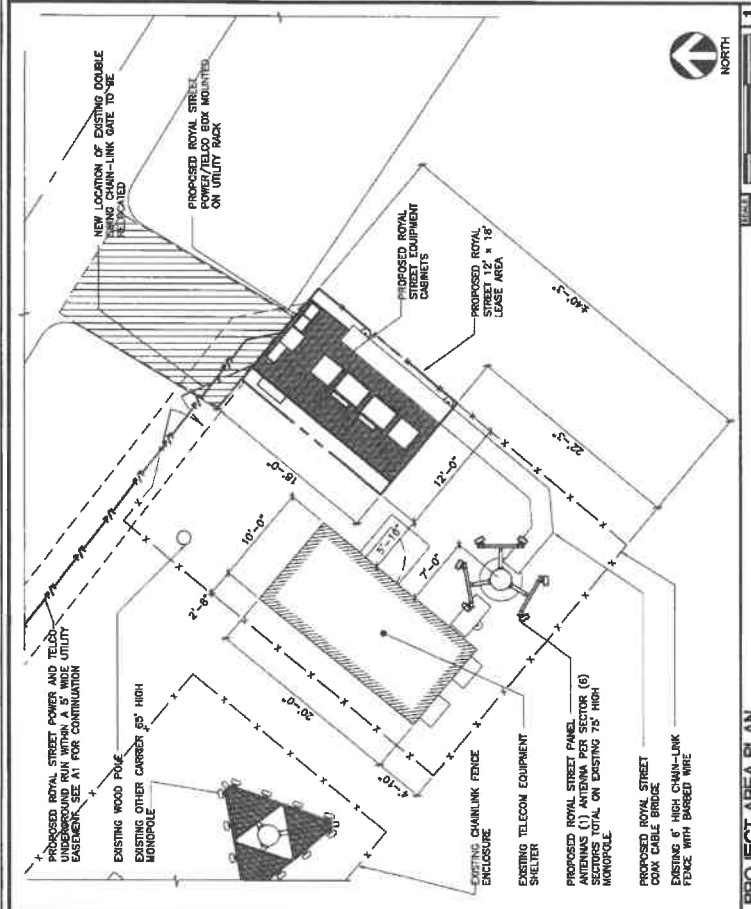 NEW LOCATION OF EXISTING DOUBLE
SWING CHAIN-LINK GATE TO BE
RELOCATED
PROPOSED ROYAL STREET
POWER/TELCO BOX MOUNTED
ON UTILITY RACK
PROPOSED ROYAL
STREET EQUIPMENT
CABINETS
PROPOSED ROYAL
STREET 12' x 18'
LEASE AREA
NORTH
PROPOSED ROYAL STREET POWER AND TELCO
UNDERGROUND RUN WITHIN A 5' WIDE UTILITY
EASEMENT, SEE A1 FOR CONTINUATION
EXISTING WOOD POLE
EXISTING OTHER CARRIER 65' HIGH
MONOPOLE
EXISTING CHAINLINK FENCE
ENCLOSURE
EXISTING TELECOM EQUIPMENT
SHELTER
PROPOSED ROYAL STREET PANEL
ANTENNAS (1) ANTENNA PER SECTOR (6)
SECTORS TOTAL ON EXISTING 75' HIGH
MONOPOLE
PROPOSED ROYAL STREET
COAX CABLE BRIDGE
EXISTING 6' HIGH CHAIN-LINK
FENCE WITH BARBED WIRE
18'-0"
10'-0"
2'-8"
20'-0"
4'-10"
5'-10"
7'-0"
12'-0"
22'-5"
±40'-3"
PROJECT AREA PLAN
SCALE
1